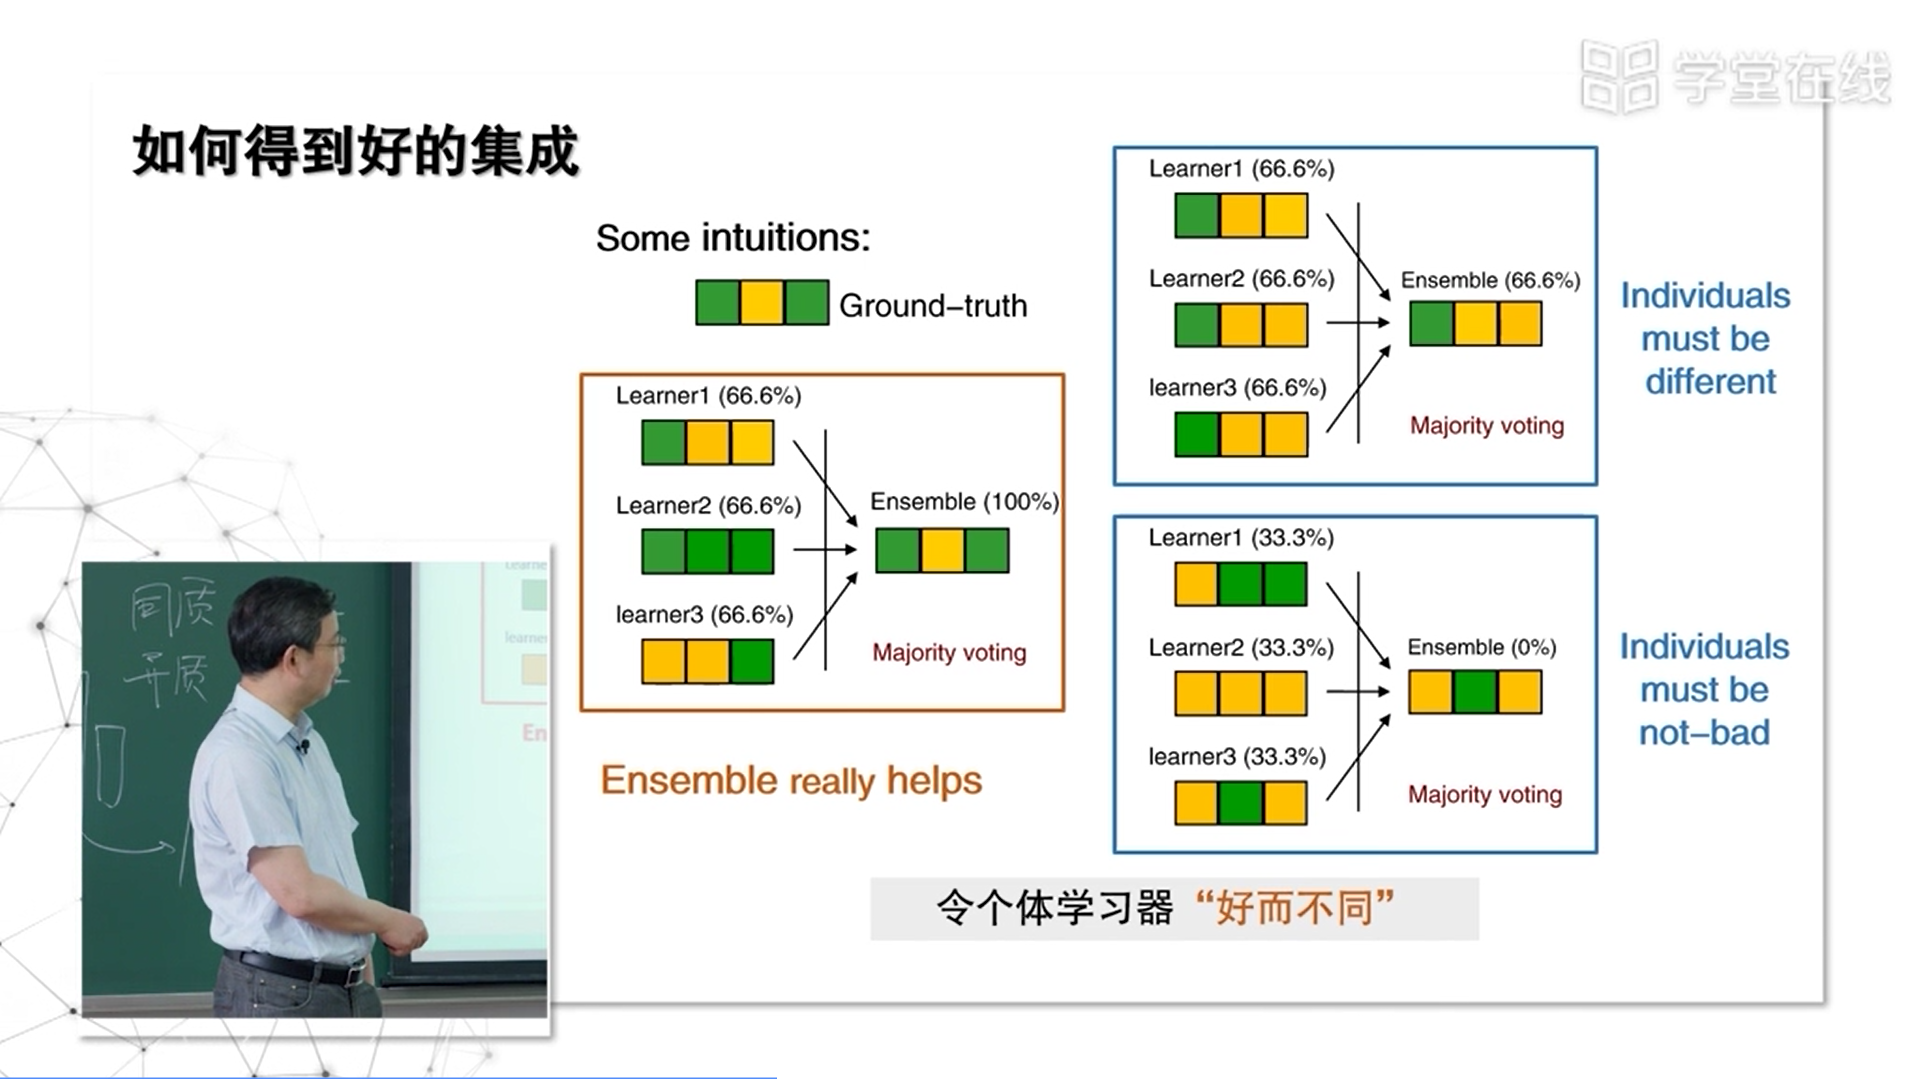 学堂在线
如何得到好的集成
Some intuitions:
Ground–truth
Learner1 (66.6%)
Learner2 (66.6%)
learner3 (66.6%)
Ensemble (100%)
Majority voting
Ensemble really helps
Learner1 (66.6%)
Learner2 (66.6%)
learner3 (66.6%)
Ensemble (66.6%)
Majority voting
Individuals
must be
different
Learner1 (33.3%)
Learner2 (33.3%)
learner3 (33.3%)
Ensemble (0%)
Majority voting
Individuals
must be
not–bad
令个体学习器 “好而不同”
同质
异质
learne
En